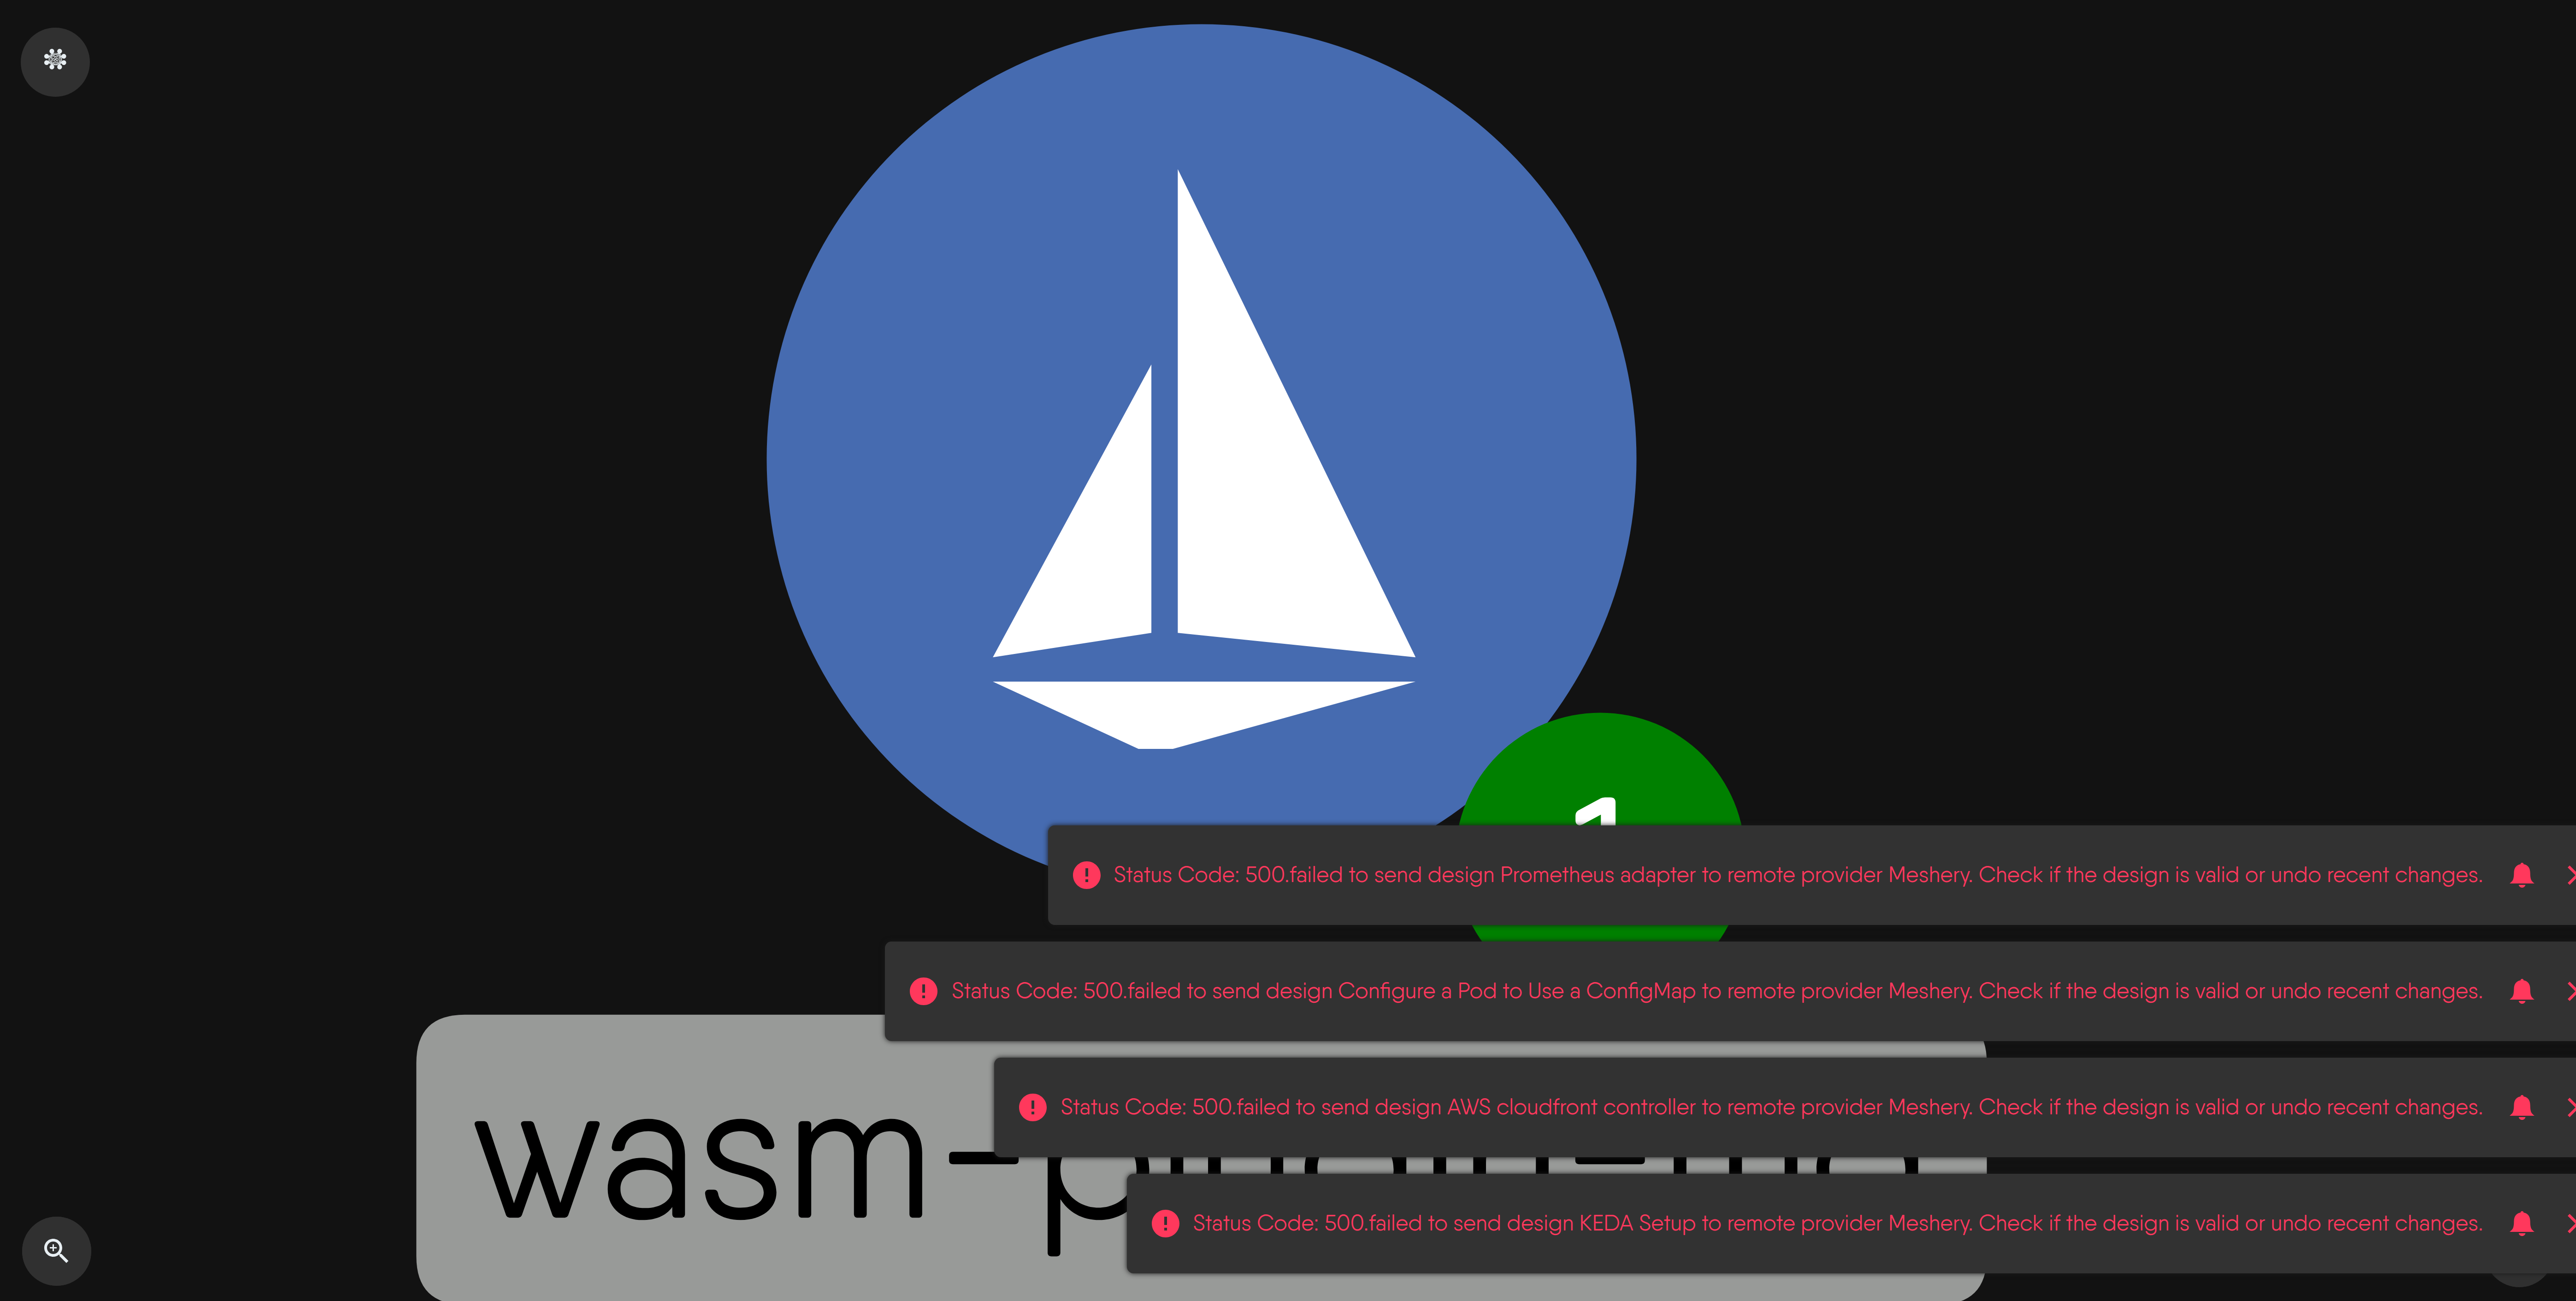 1
Status Code: 500.failed to send design Prometheus adapter to remote provider Meshery. Check if the design is valid or undo recent changes.
Status Code: 500.failed to send design Configure a Pod to Use a ConfigMap to remote provider Meshery. Check if the design is valid or undo recent changes.
Status Code: 500.failed to send design AWS cloudfront controller to remote provider Meshery. Check if the design is valid or undo recent changes.
wasm-
Status Code: 500.failed to send design KEDA Setup to remote provider Meshery. Check if the design is valid or undo recent changes.